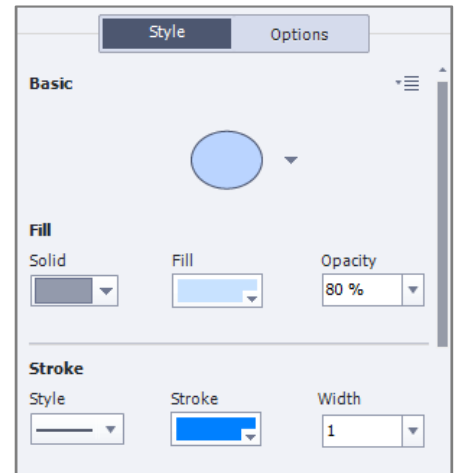 Style Options
Basic
Fill
Solid Fill Opacity
80 %
Stroke
Style Stroke Width
1